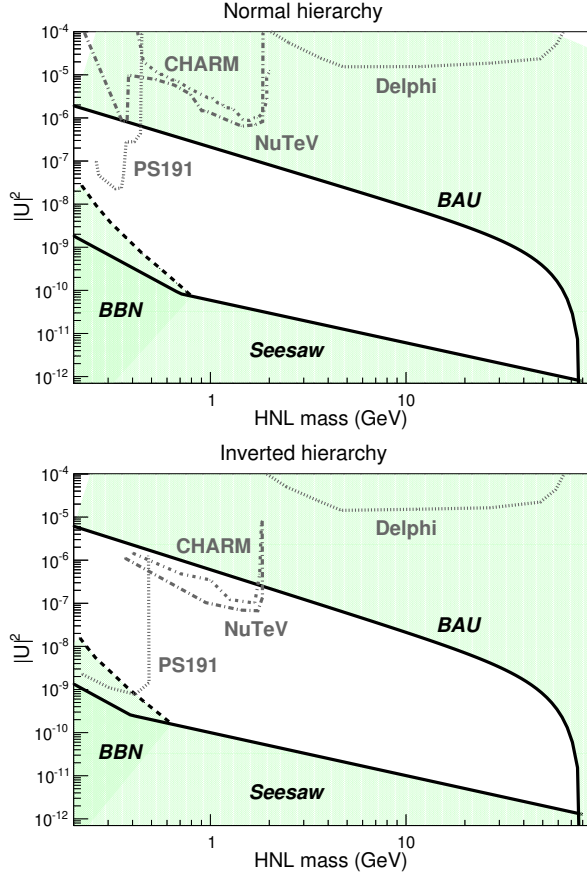 Normal hierarchy
10^-4
10^-5
10^-6
10^-7
10^-8
10^-9
10^-10
10^-11
10^-12
|U|^2
CHARM
Delphi
NuTeV
PS191
BAU
BBN
Seesaw
1
10
HNL mass (GeV)
Inverted hierarchy
10^-4
10^-5
10^-6
10^-7
10^-8
10^-9
10^-10
10^-11
10^-12
|U|^2
Delphi
CHARM
NuTeV
BAU
PS191
BBN
Seesaw
1
10
HNL mass (GeV)